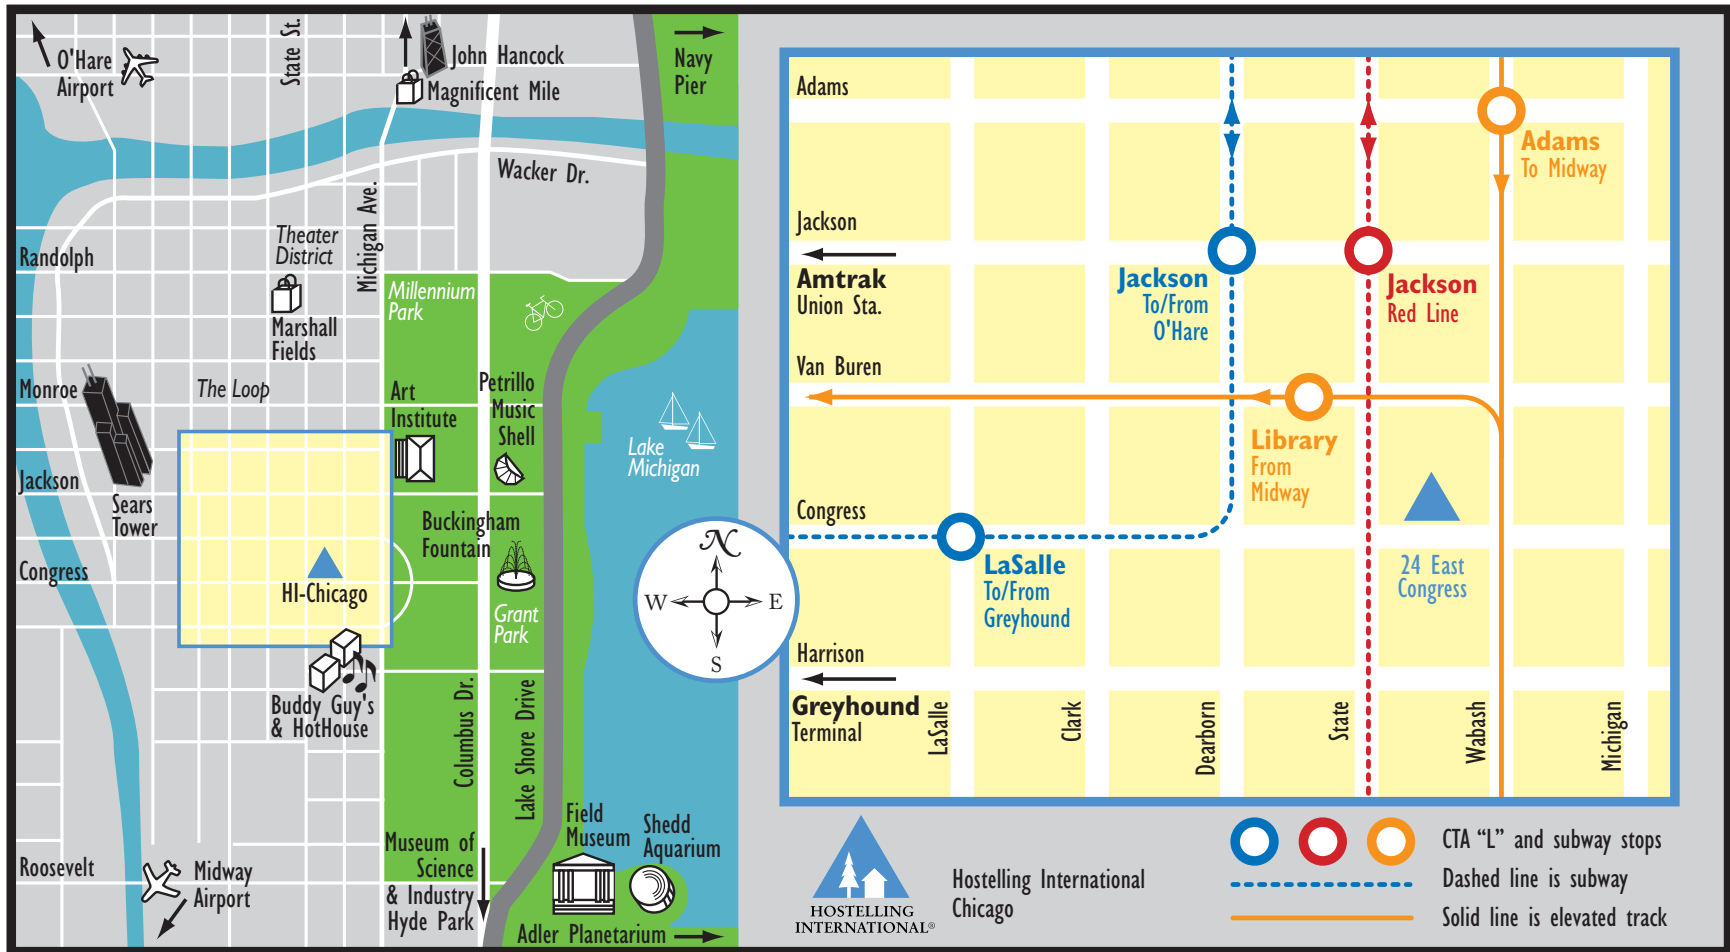 O'Hare
Airport
State St.
John Hancock
Magnificent Mile
Navy
Pier
Wacker Dr.
Michigan Ave.
Theater
District
Randolph
Millennium
Park
Marshall
Fields
Monroe
The Loop
Art
Institute
Petrillo
Music
Shell
Lake
Michigan
Jackson
Sears
Tower
Buckingham
Fountain
Congress
HI-Chicago
Grant
Park
Buddy Guy's
& HotHouse
Columbus Dr.
Lake Shore Drive
Field
Museum
Shedd
Aquarium
Museum of
Science
& Industry
Hyde Park
Roosevelt
Midway
Airport
Adler Planetarium
N
W
E
S
Adams
Adams
To Midway
Jackson
Amtrak
Union Sta.
Jackson
To/From
O'Hare
Jackson
Red Line
Van Buren
Library
From
Midway
Congress
LaSalle
To/From
Greyhound
24 East
Congress
Harrison
Greyhound
Terminal
LaSalle
Clark
Dearborn
State
Wabash
Michigan
HOSTELLING
INTERNATIONAL®
Hostelling International
Chicago
CTA “L” and subway stops
Dashed line is subway
Solid line is elevated track